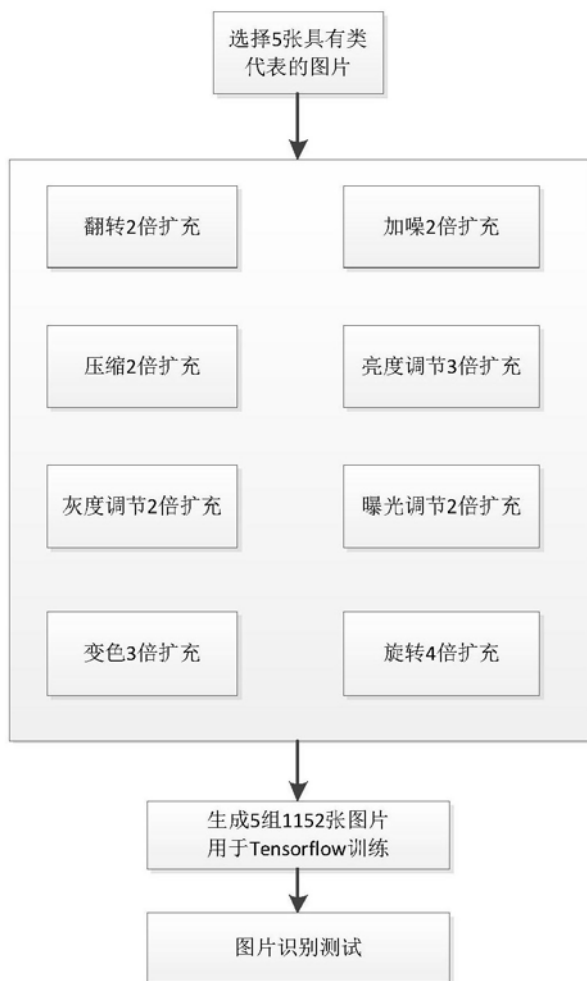 选择5张具有类
代表的图片
翻转2倍扩充
加噪2倍扩充
压缩2倍扩充
亮度调节3倍扩充
灰度调节2倍扩充
曝光调节2倍扩充
变色3倍扩充
旋转4倍扩充
生成5组1152张图片
用于Tensorflow训练
图片识别测试